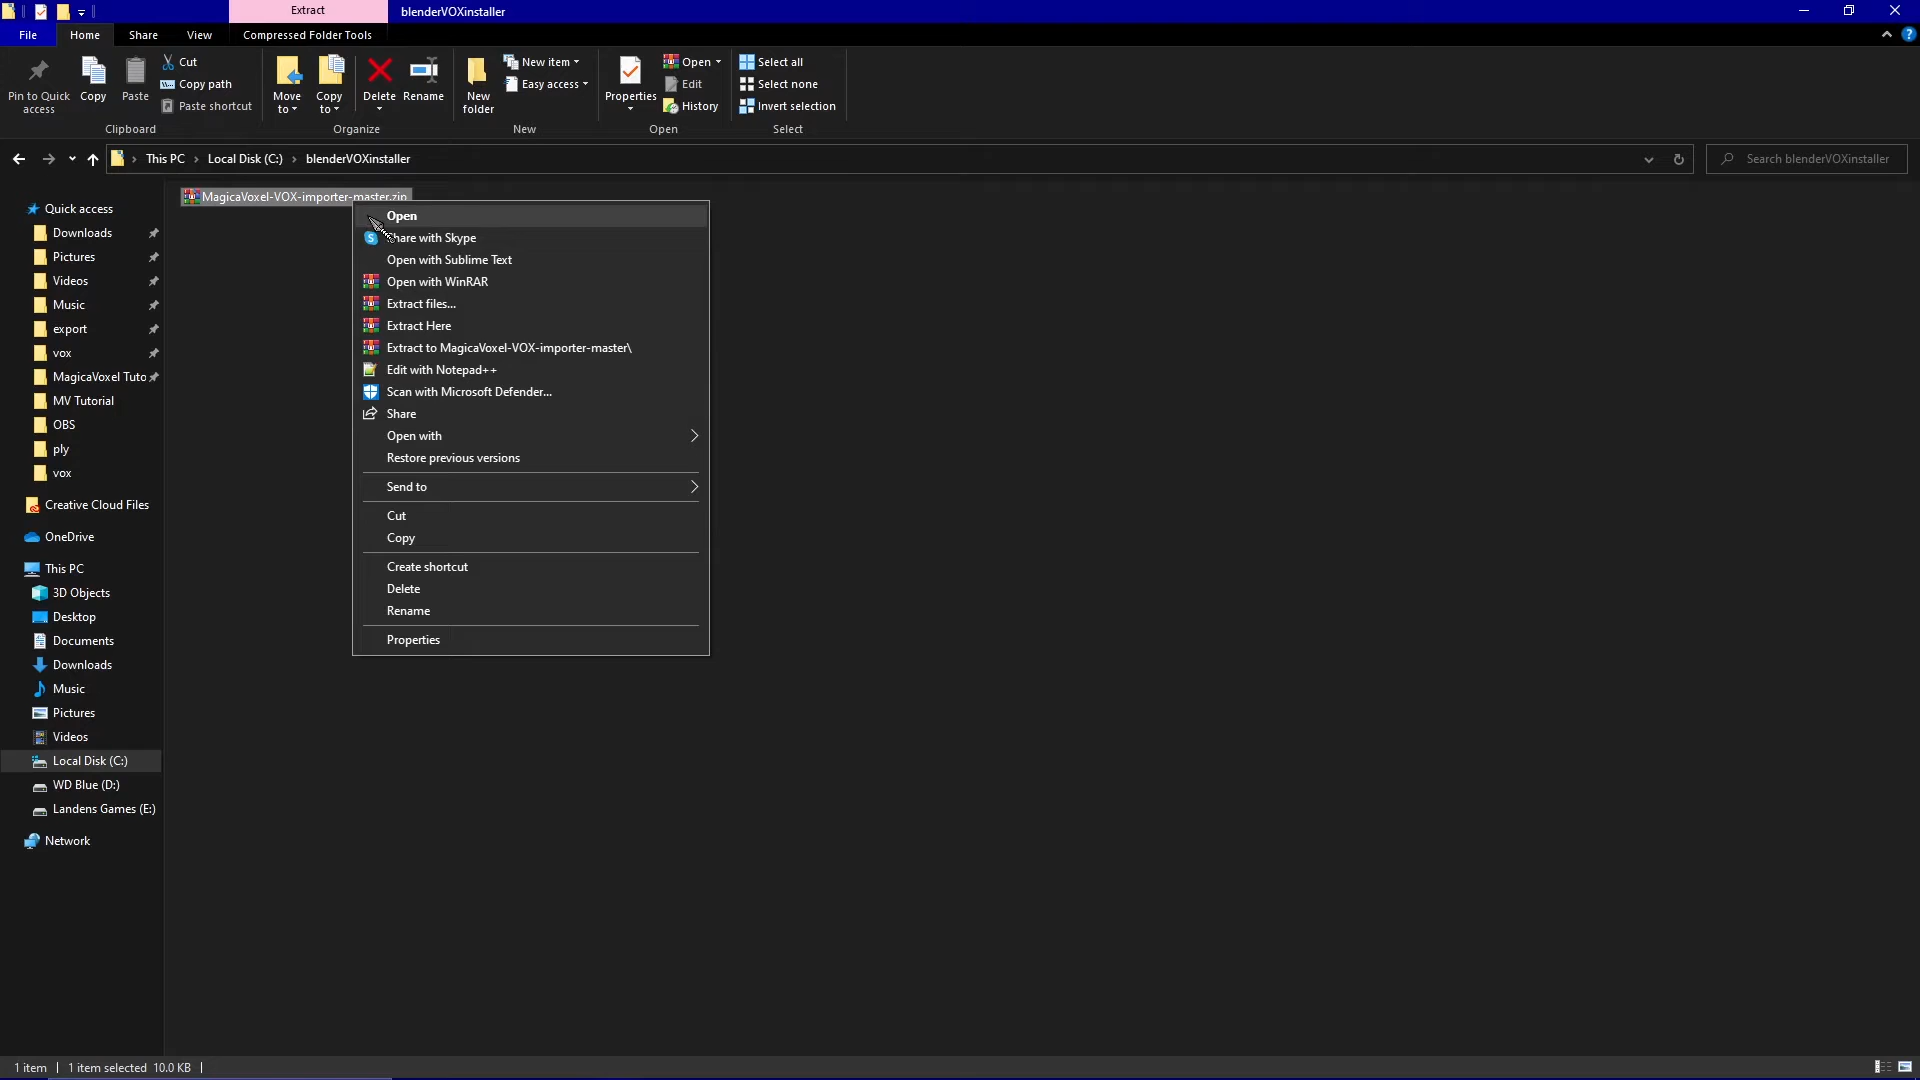 Extract
blenderVOXinstaller
File
Home
Share
View
Compressed Folder Tools
Pin to Quick access
Copy
Paste
Cut
Copy path
Paste shortcut
Clipboard
Move to
Copy to
Delete
Rename
Organize
New folder
New item
Easy access
New
Properties
Open
Edit
History
Open
Select all
Select none
Invert selection
Select
This PC
Local Disk (C:)
blenderVOXinstaller
Search blenderVOXinstaller
Quick access
Downloads
Pictures
Videos
Music
export
vox
MagicaVoxel Tuto
MV Tutorial
OBS
ply
vox
Creative Cloud Files
OneDrive
This PC
3D Objects
Desktop
Documents
Downloads
Music
Pictures
Videos
Local Disk (C:)
WD Blue (D:)
Landens Games (E:)
Network
MagicaVoxel-VOX-importer-master.zip
Open
Share with Skype
Open with Sublime Text
Open with WinRAR
Extract files...
Extract Here
Extract to MagicaVoxel-VOX-importer-master\
Edit with Notepad++
Scan with Microsoft Defender...
Share
Open with
Restore previous versions
Send to
Cut
Copy
Create shortcut
Delete
Rename
Properties
1 item
1 item selected 10.0 KB